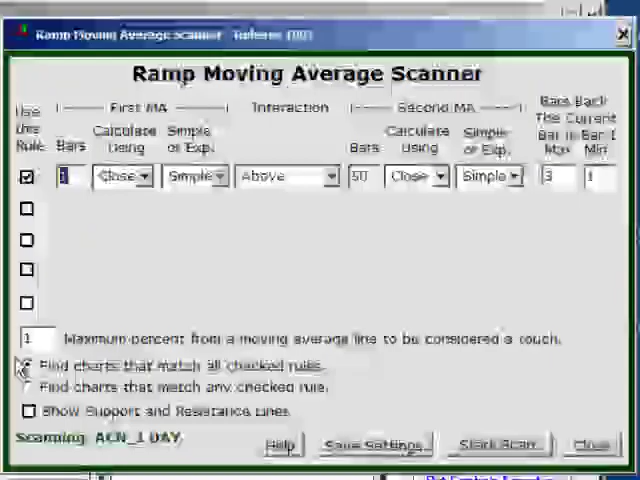 Ramp Moving Average Scanner
Ramp Moving Average Scanner
Use this Rule
First MA
Interaction
Second MA
Bars Back The Current Bar is Bar 1
Bars
Calculate Using
Simple or Exp.
Bars
Calculate Using
Simple or Exp.
Max
Min
1
Close
Simple
Above
50
Close
Simple
3
1
1 Maximum percent from a moving average line to be considered a touch.
Find charts that match all checked rules.
Find charts that match any checked rule.
Show Support and Resistance Lines
Scanning ACN_1 DAY
Help
Save Settings
Start Scan
Close